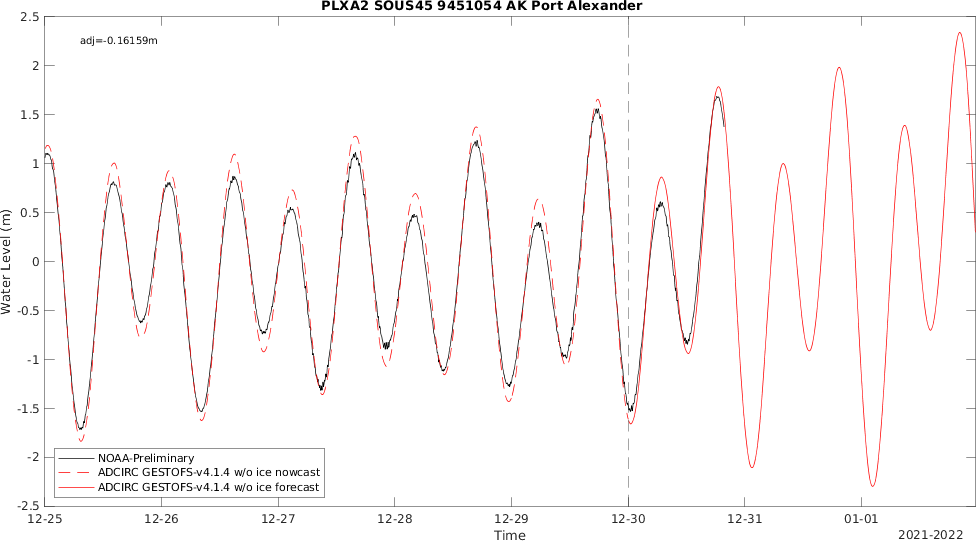 PLXA2 SOUS45 9451054 AK Port Alexander
adj=-0.16159m
2.5
2
1.5
1
0.5
0
-0.5
-1
-1.5
-2
-2.5
Water Level (m)
NOAA-Preliminary
ADCIRC GESTOFS-v4.1.4 w/o ice nowcast
ADCIRC GESTOFS-v4.1.4 w/o ice forecast
12-25 12-26 12-27 12-28 12-29 12-30 12-31 01-01
Time
2021-2022